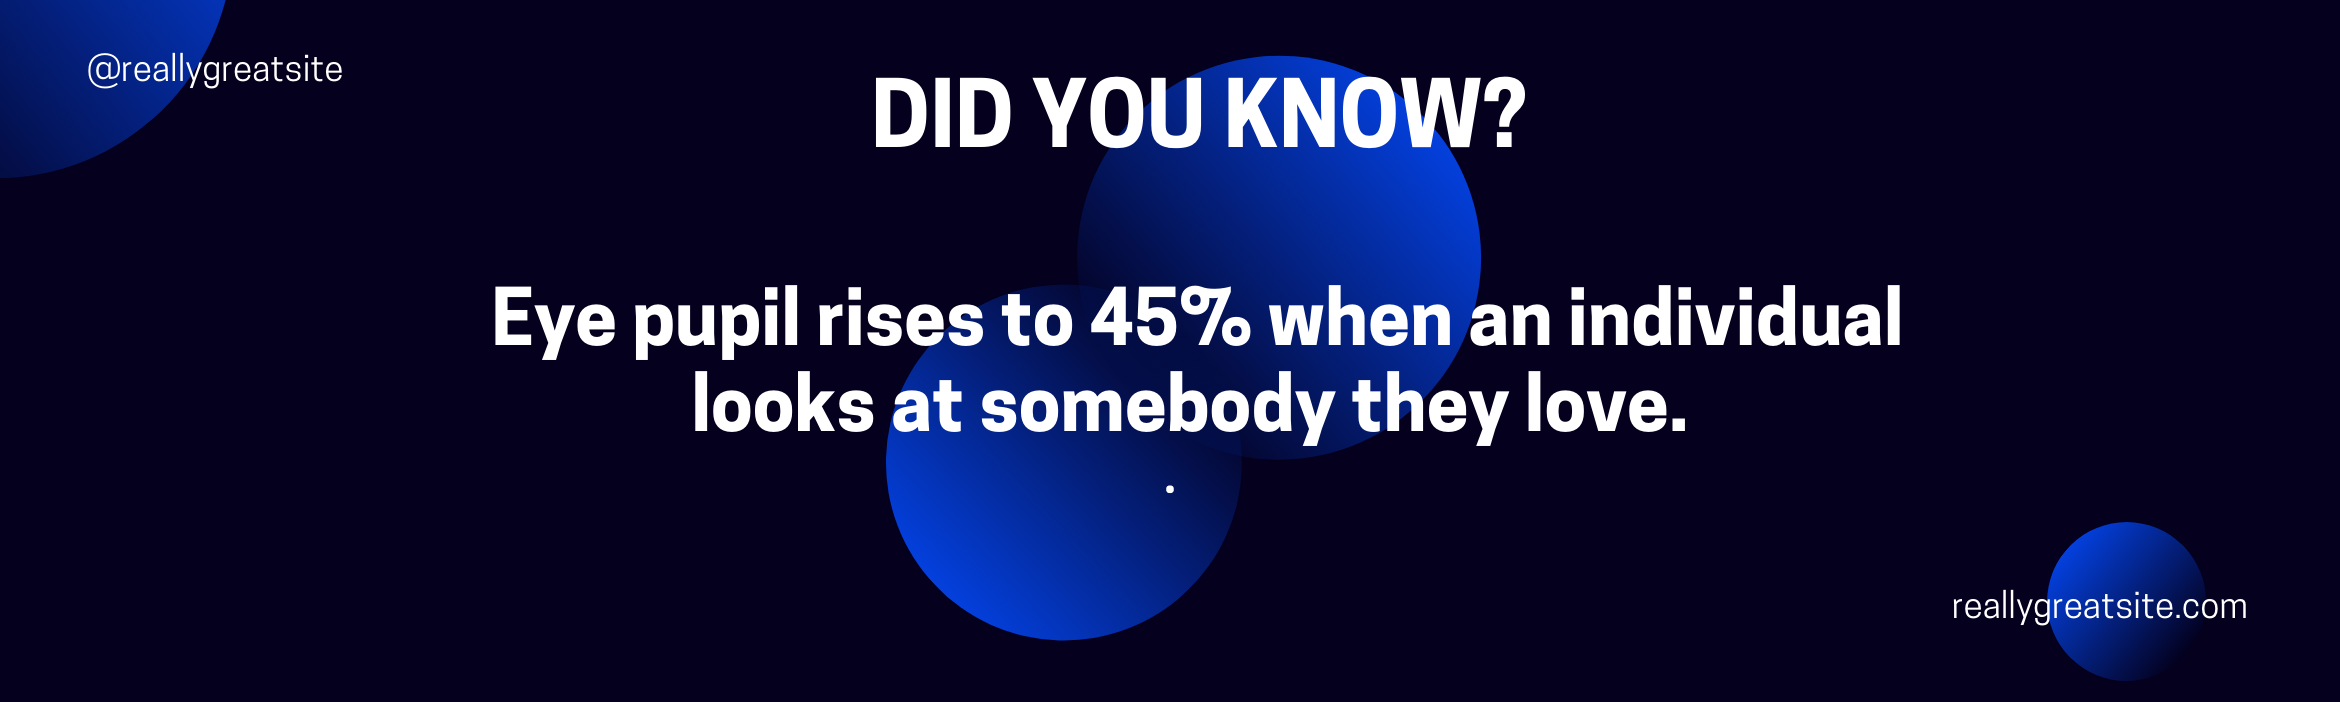 @reallygreatsite
DID YOU KNOW?
Eye pupil rises to 45% when an individual
looks at somebody they love.
.
reallygreatsite.com